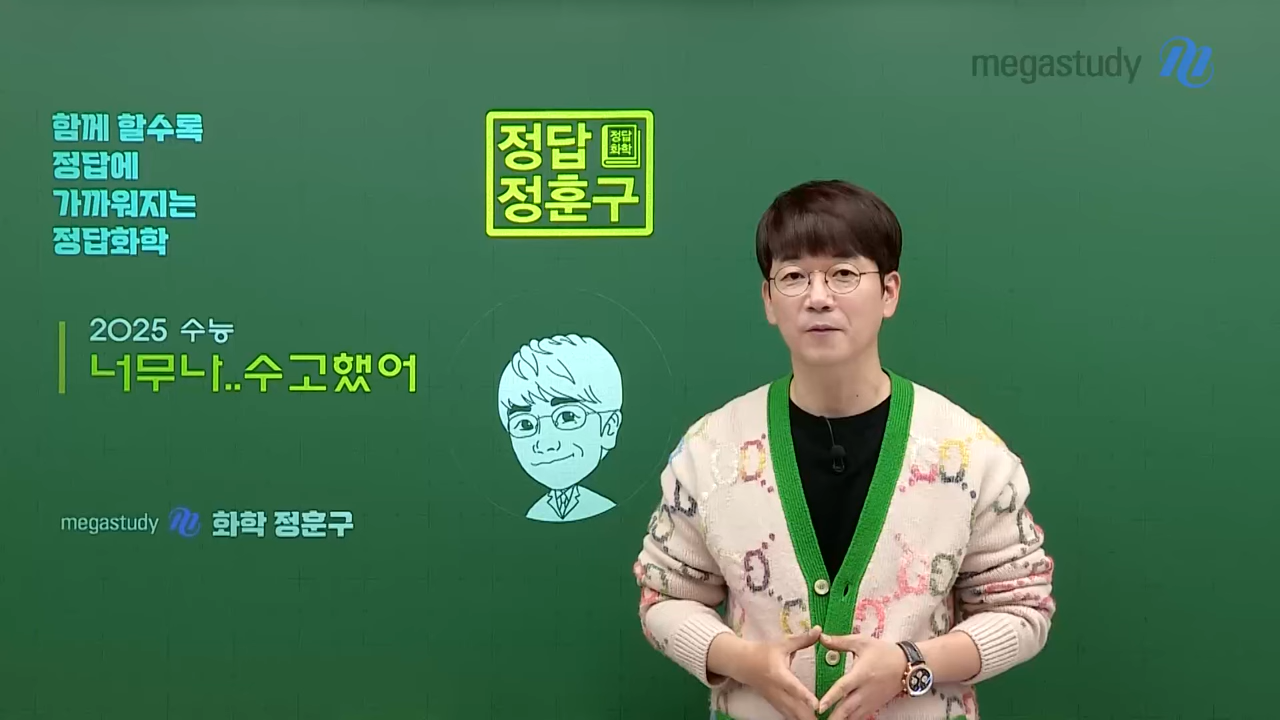 megastudy
함께 할수록
정답에
가까워지는
정답화학
정답
정답
화학
정훈구
2025 수능
너무나..수고했어
megastudy 화학 정훈구